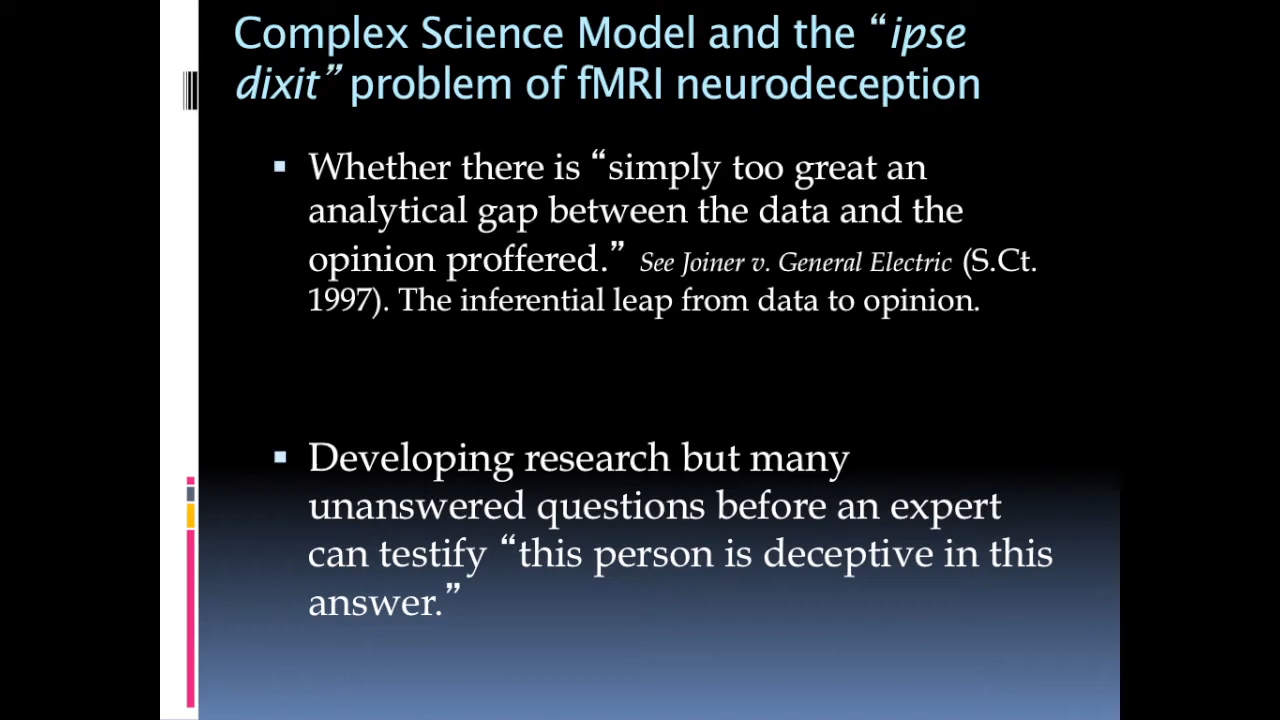 Complex Science Model and the “ipse
dixit” problem of fMRI neurodeception
Whether there is “simply too great an
analytical gap between the data and the
opinion proffered.” See Joiner v. General Electric (S.Ct.
1997). The inferential leap from data to opinion.
Developing research but many
unanswered questions before an expert
can testify “this person is deceptive in this
answer.”